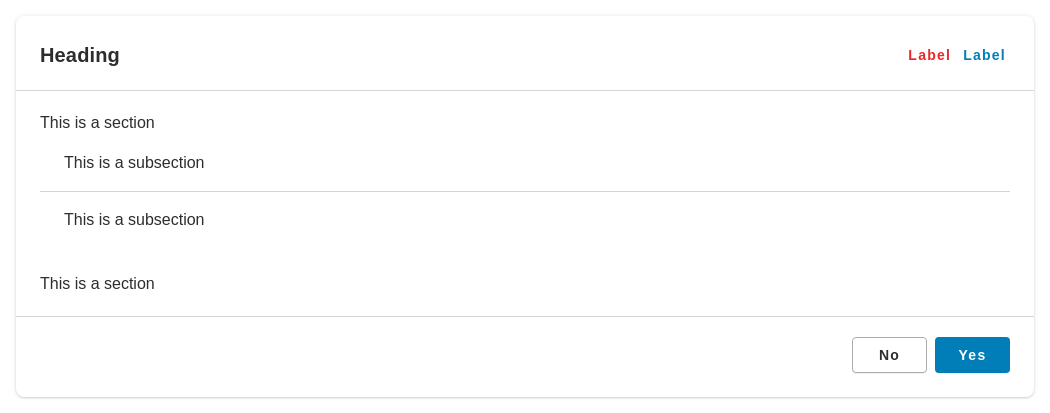 Heading
Label Label
This is a section
This is a subsection
This is a subsection
This is a section
No Yes